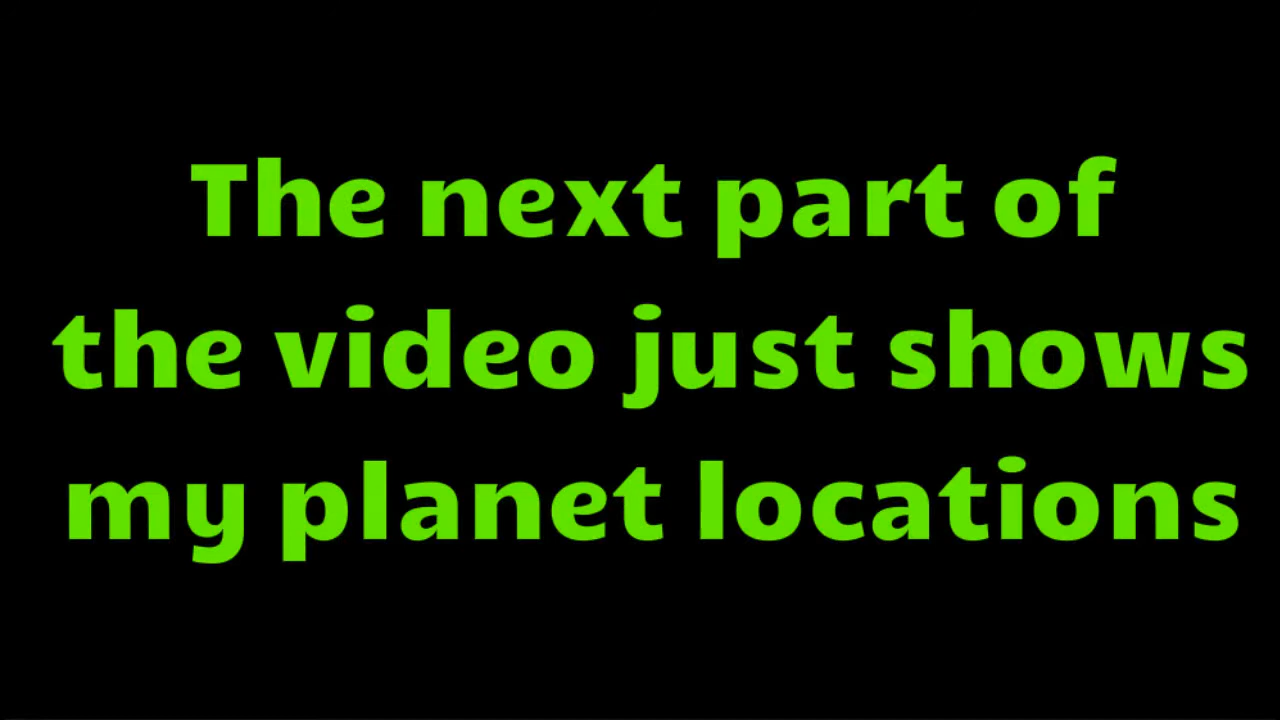 The next part of
the video just shows
my planet locations